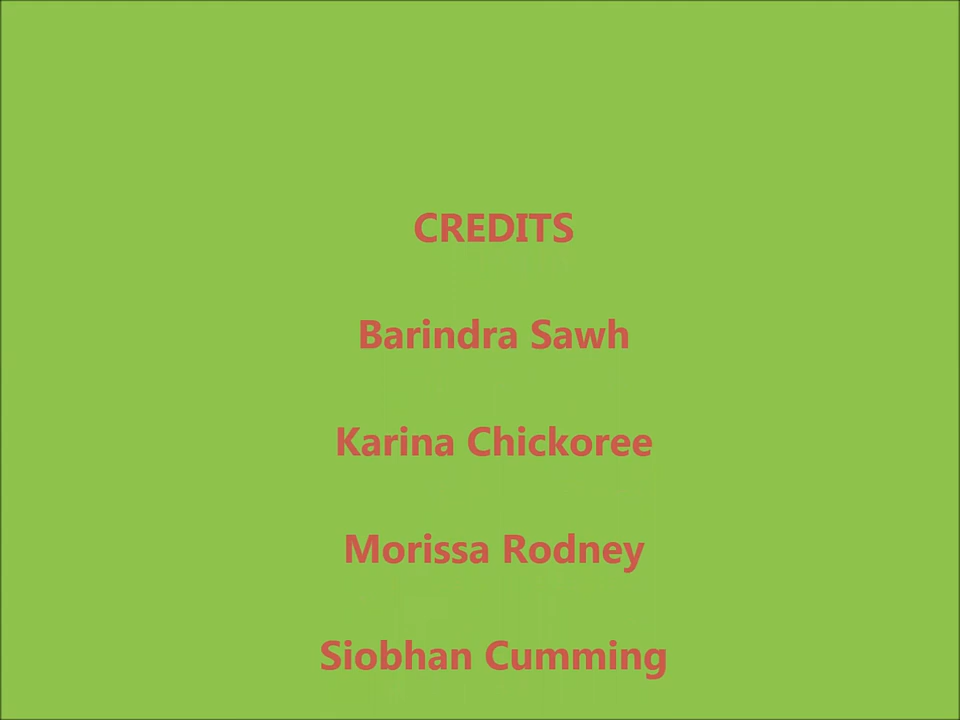 CREDITS
Barindra Sawh
Karina Chickoree
Morissa Rodney
Siobhan Cumming